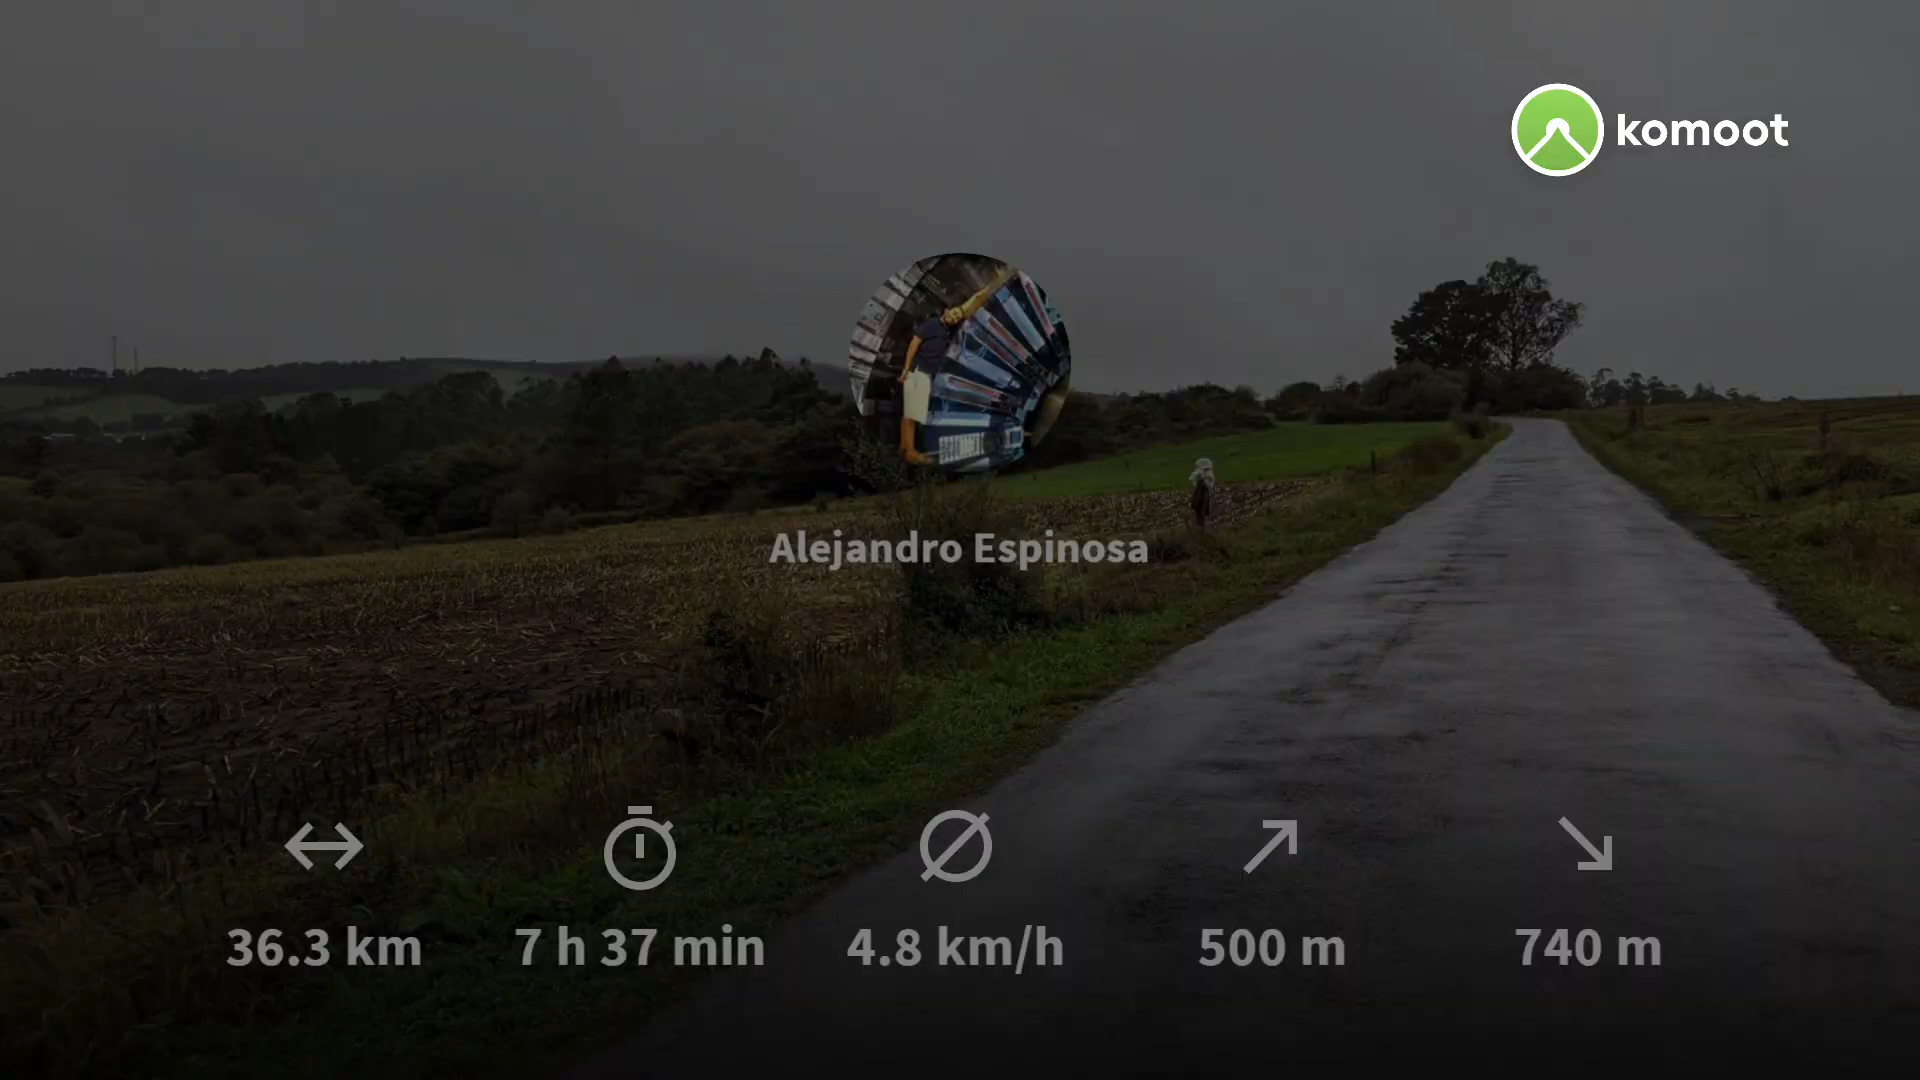 komoot
Alejandro Espinosa
36.3 km
7 h 37 min
4.8 km/h
500 m
740 m